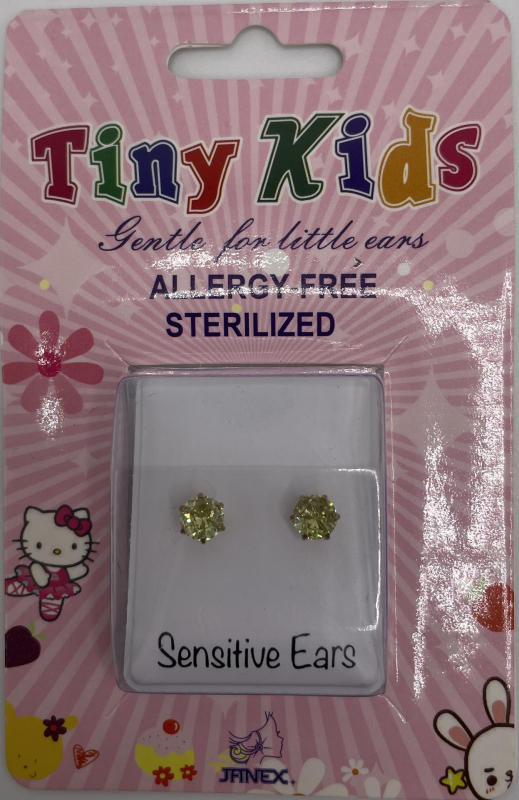 Tiny Kids
Gentle for little ears
ALLERGY FREE
STERILIZED
Sensitive Ears
JANEX.